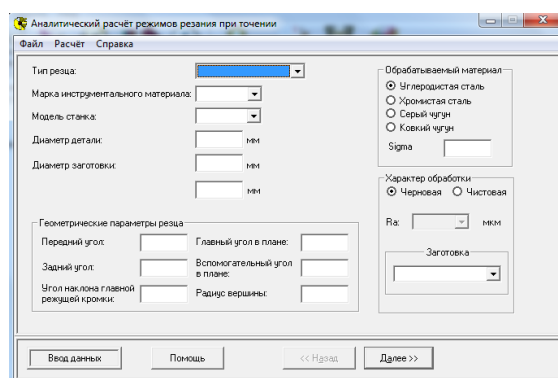 Аналитический расчёт режимов резания при точении
Файл Расчёт Справка
Тип резца:
Марка инструментального материала:
Модель станка:
Диаметр детали: мм
Диаметр заготовки: мм
мм
Геометрические параметры резца
Передний угол: Главный угол в плане:
Задний угол: Вспомогательный угол в плане:
Угол наклона главной режущей кромки: Радиус вершины:
Обрабатываемый материал
Углеродистая сталь
Хромистая сталь
Серый чугун
Ковкий чугун
Sigma
Характер обработки
Черновая Чистовая
Ra: мкм
Заготовка
Ввод данных Помощь << Назад Далее >>